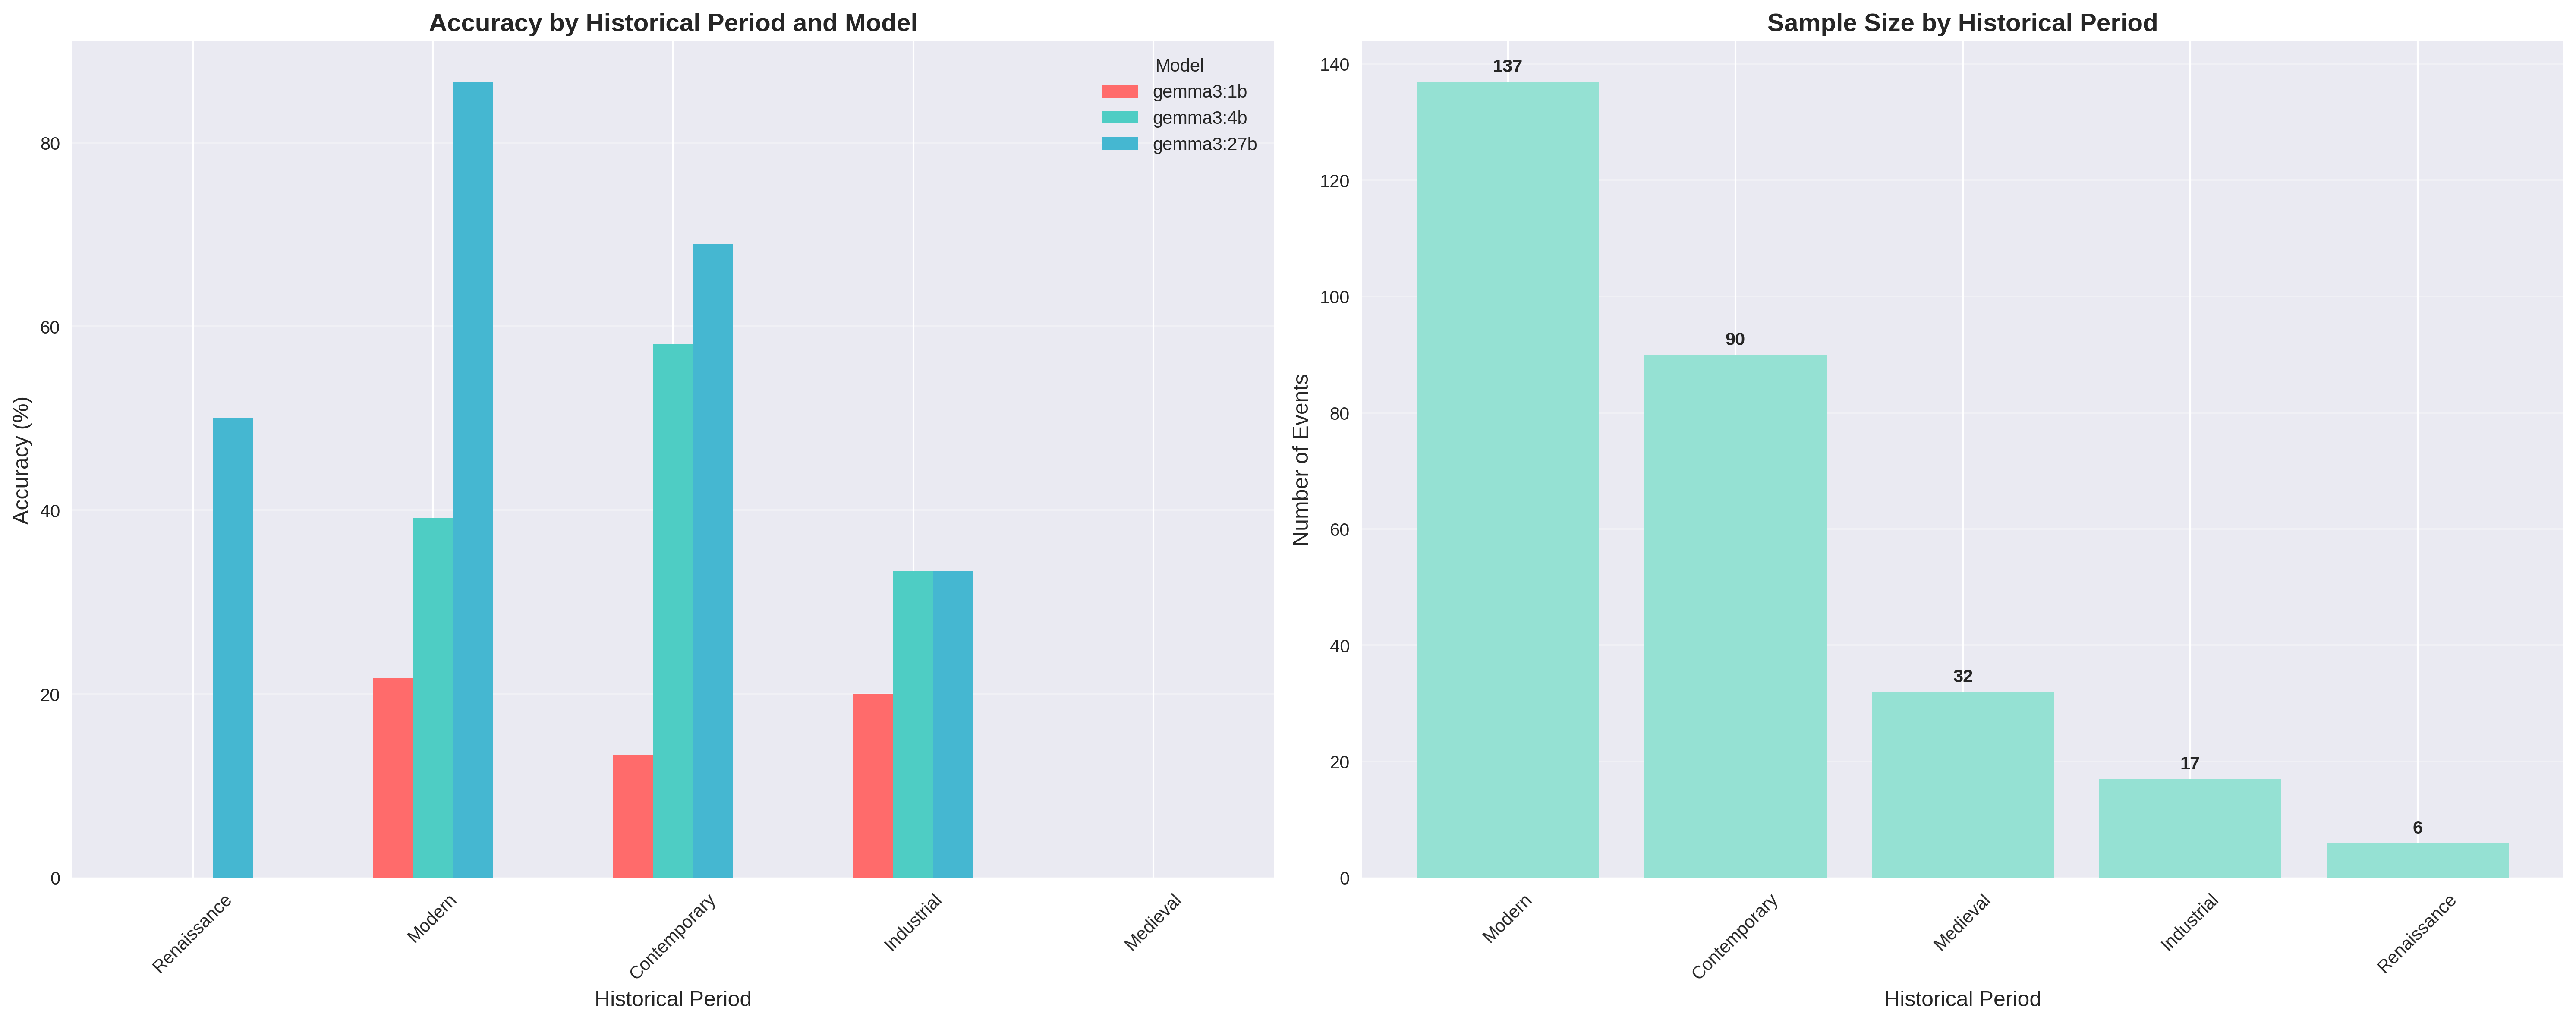 Accuracy by Historical Period and Model
Model
gemma3:1b
gemma3:4b
gemma3:27b
Accuracy (%)
80
60
40
20
0
Renaissance
Modern
Contemporary
Industrial
Medieval
Historical Period
Sample Size by Historical Period
Number of Events
140
120
100
80
60
40
20
0
137
90
32
17
6
Modern
Contemporary
Medieval
Industrial
Renaissance
Historical Period